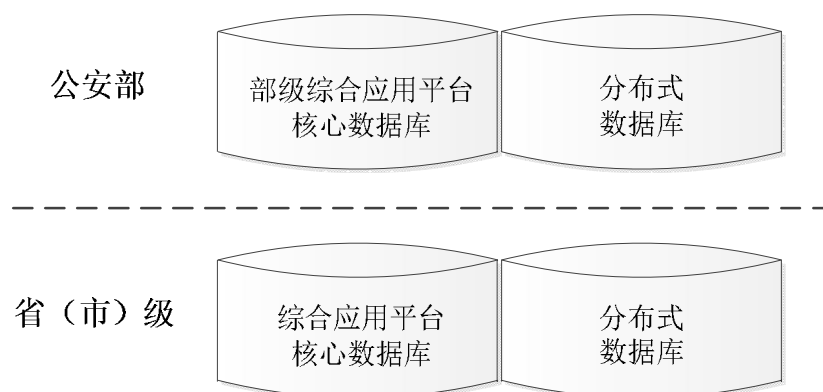 公安部
部级综合应用平台
核心数据库
分布式
数据库
省（市）级
综合应用平台
核心数据库
分布式
数据库